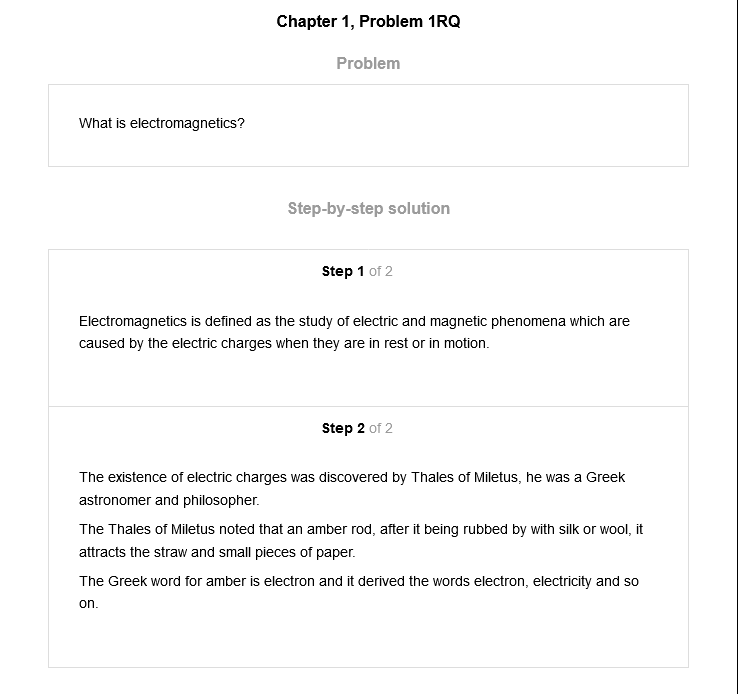 Chapter 1, Problem 1RQ
Problem
What is electromagnetics?
Step-by-step solution
Step 1 of 2
Electromagnetics is defined as the study of electric and magnetic phenomena which are
caused by the electric charges when they are in rest or in motion.
Step 2 of 2
The existence of electric charges was discovered by Thales of Miletus, he was a Greek
astronomer and philosopher.
The Thales of Miletus noted that an amber rod, after it being rubbed by with silk or wool, it
attracts the straw and small pieces of paper.
The Greek word for amber is electron and it derived the words electron, electricity and so
on.